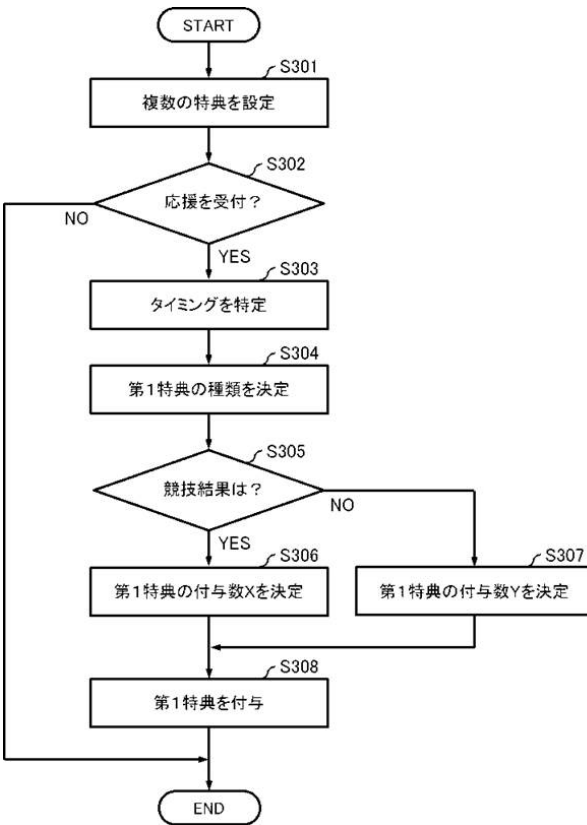 START
S301
複数の特典を設定
S302
応援を受付？
NO
YES
S303
タイミングを特定
S304
第1特典の種類を決定
S305
競技結果は？
NO
YES
S306
第1特典の付与数Xを決定
S307
第1特典の付与数Yを決定
S308
第1特典を付与
END